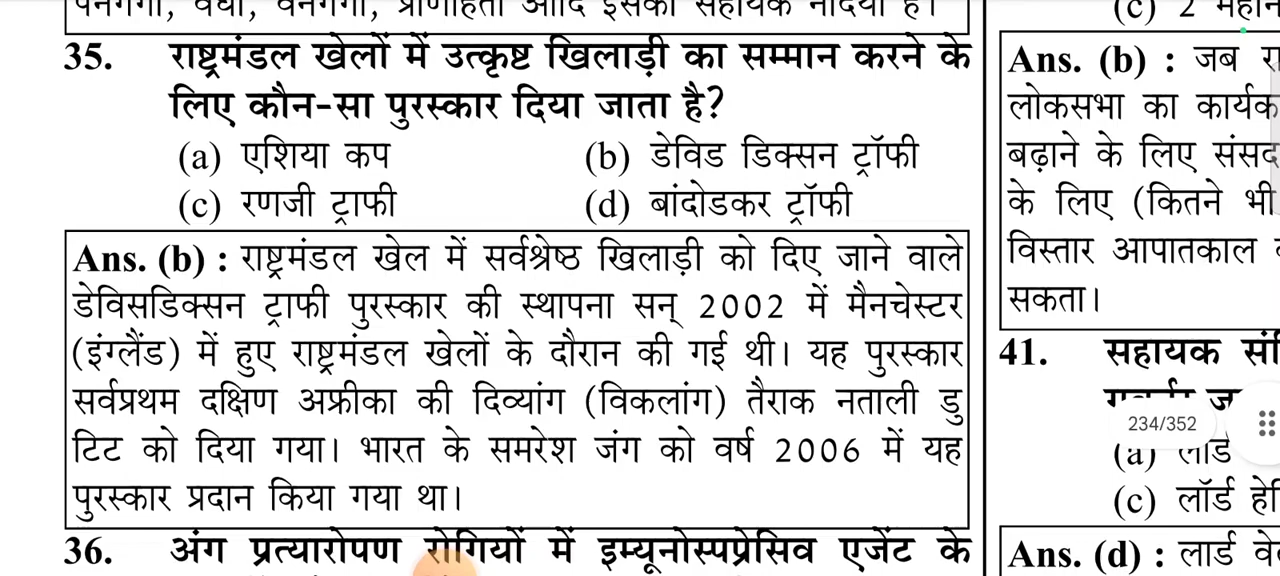 35. राष्ट्रमंडल खेलों में उत्कृष्ट खिलाड़ी का सम्मान करने के
लिए कौन-सा पुरस्कार दिया जाता है?
(a) एशिया कप (b) डेविड डिक्सन ट्रॉफी
(c) रणजी ट्राफी (d) बांदोडकर ट्रॉफी
Ans. (b) : राष्ट्रमंडल खेल में सर्वश्रेष्ठ खिलाड़ी को दिए जाने वाले
डेविसडिक्सन ट्राफी पुरस्कार की स्थापना सन् 2002 में मैनचेस्टर
(इंग्लैंड) में हुए राष्ट्रमंडल खेलों के दौरान की गई थी। यह पुरस्कार
सर्वप्रथम दक्षिण अफ्रीका की दिव्यांग (विकलांग) तैराक नताली डु
टिट को दिया गया। भारत के समरेश जंग को वर्ष 2006 में यह
पुरस्कार प्रदान किया गया था।
36. अंग प्रत्यारोपण रोगियों में इम्यूनोस्पप्रेसिव एजेंट के
(c) 2
Ans. (b) : जब
लोकसभा का
बढ़ाने के लिए संसद
के लिए (कितने भी
विस्तार आपातकाल
सकता।
41. सहायक
234/352
(a) लॉर्ड
(c) लॉर्ड
Ans. (d) : लार्ड